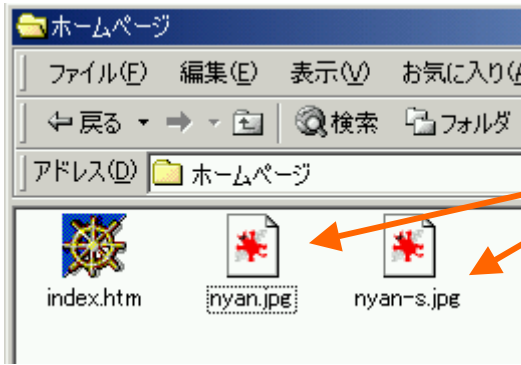 ホームページ
ファイル(F) 編集(E) 表示(V) お気に入り(A
戻る 検索 フォルダ
アドレス(D) ホームページ
index.htm nyan.jpg nyan-s.jpg